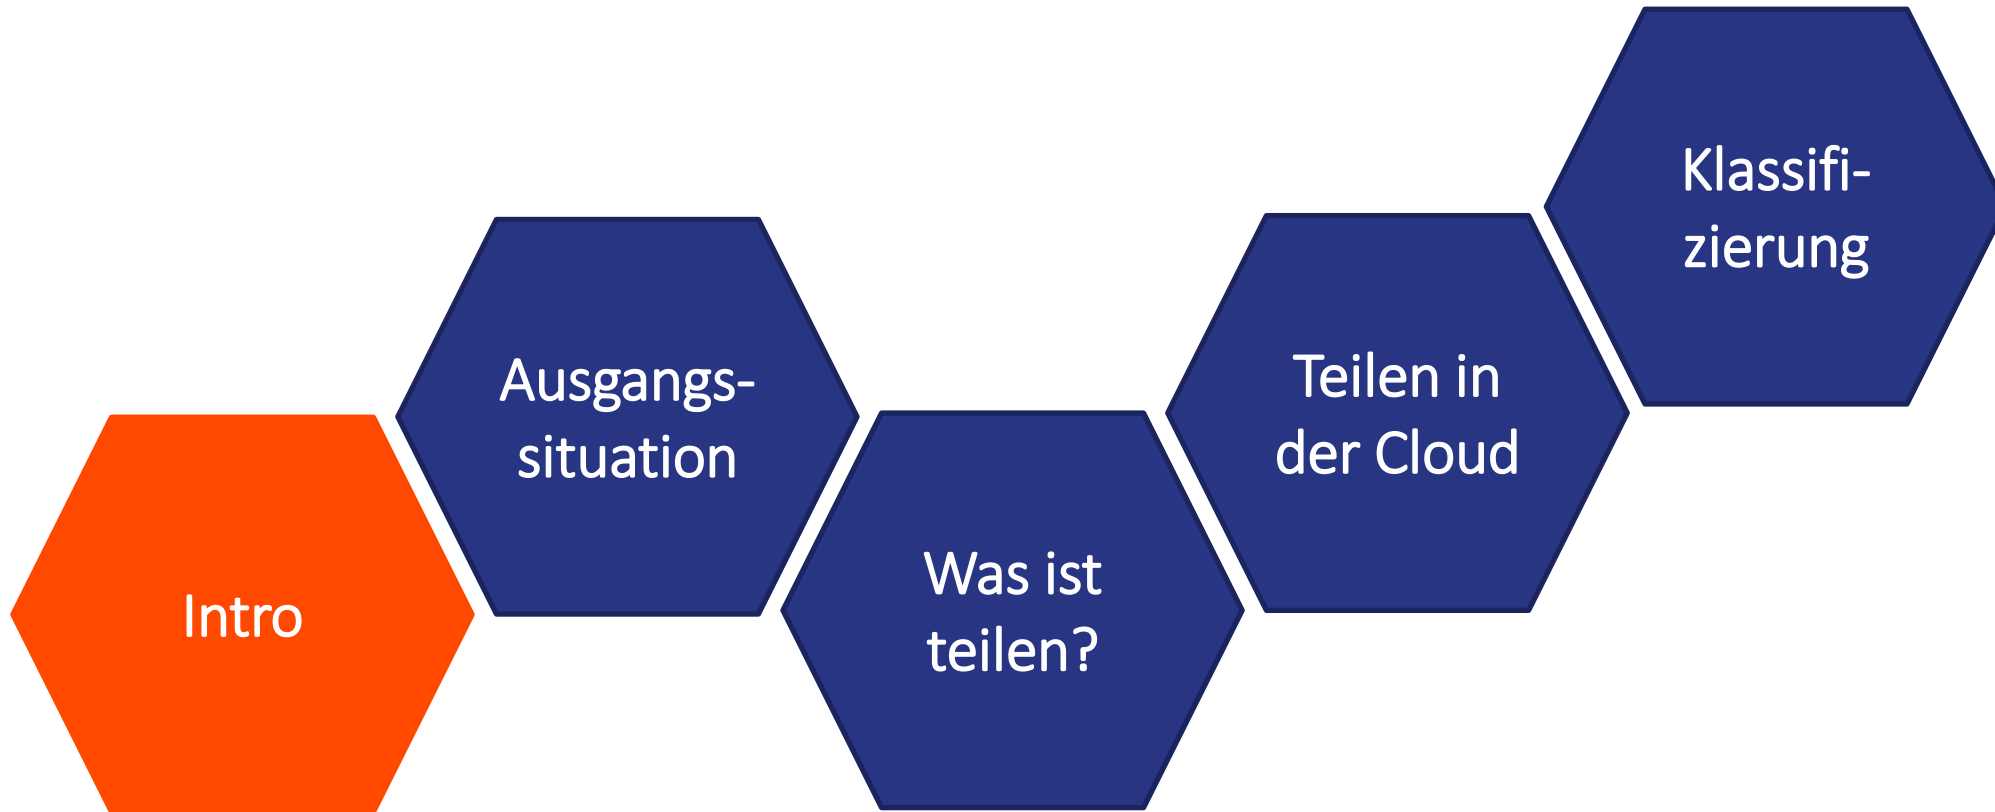 Intro
Ausgangs-
situation
Was ist
teilen?
Teilen in
der Cloud
Klassifi-
zierung